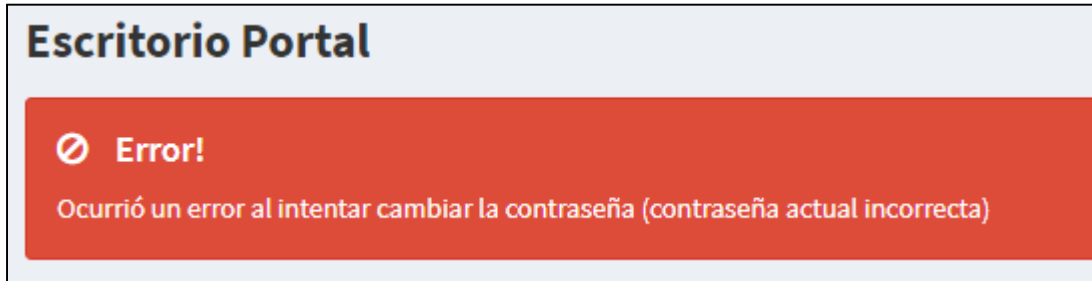 Escritorio Portal
Error!
Ocurrió un error al intentar cambiar la contraseña (contraseña actual incorrecta)